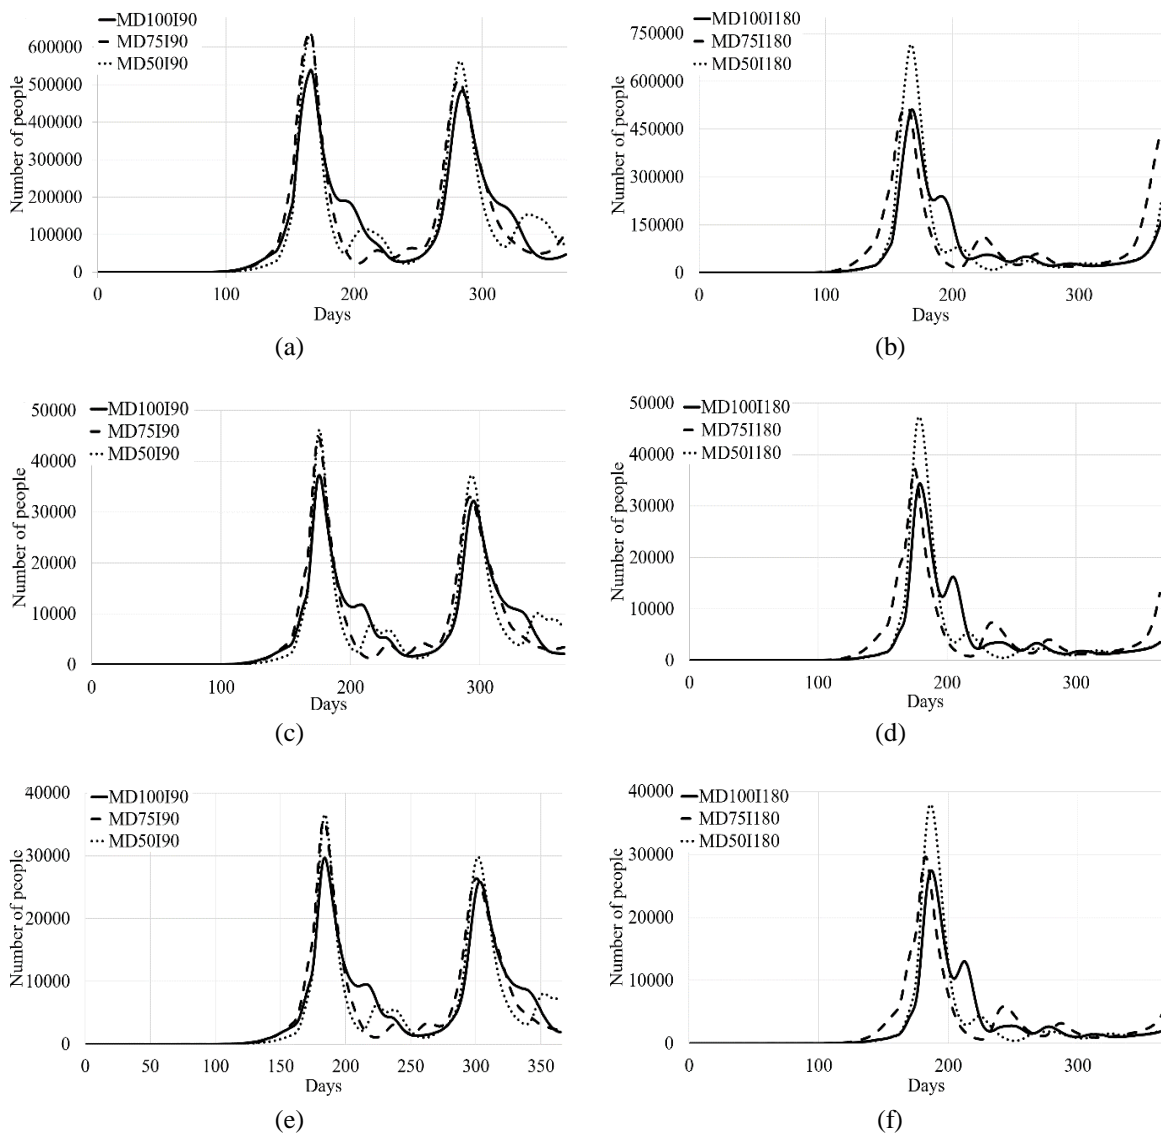 MD100I90
MD75I90
MD50I90
600000
500000
400000
300000
200000
100000
0
Number of people
0
100
200
300
Days
(a)
MD100I180
MD75I180
MD50I180
750000
600000
450000
300000
150000
0
Number of people
0
100
200
300
Days
(b)
MD100I90
MD75I90
MD50I90
50000
40000
30000
20000
10000
0
Number of people
0
100
200
300
Days
(c)
MD100I180
MD75I180
MD50I180
50000
40000
30000
20000
10000
0
Number of people
0
100
200
300
Days
(d)
MD100I90
MD75I90
MD50I90
40000
30000
20000
10000
0
Number of people
0
50
100
150
200
250
300
350
Days
(e)
MD100I180
MD75I180
MD50I180
40000
30000
20000
10000
0
Number of people
0
100
200
300
Days
(f)